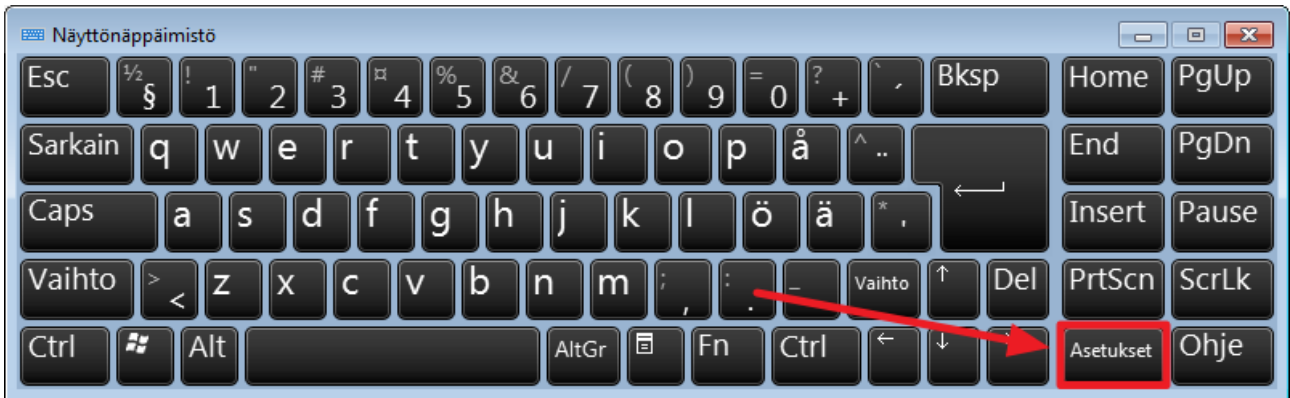 Näyttönäppäimistö
Esc ½ § ! 1 " 2 # 3 ¤ 4 % 5 & 6 / 7 ( 8 ) 9 = 0 ? + ` ´ Bksp Home PgUp
Sarkain q w e r t y u i o p å ^ ¨ End PgDn
Caps a s d f g h j k l ö ä * ' Insert Pause
Vaihto > < z x c v b n m ; , : . _ Vaihto ↑ Del PrtScn ScrLk
Ctrl Alt AltGr Fn Ctrl ← ↓ Asetukset Ohje